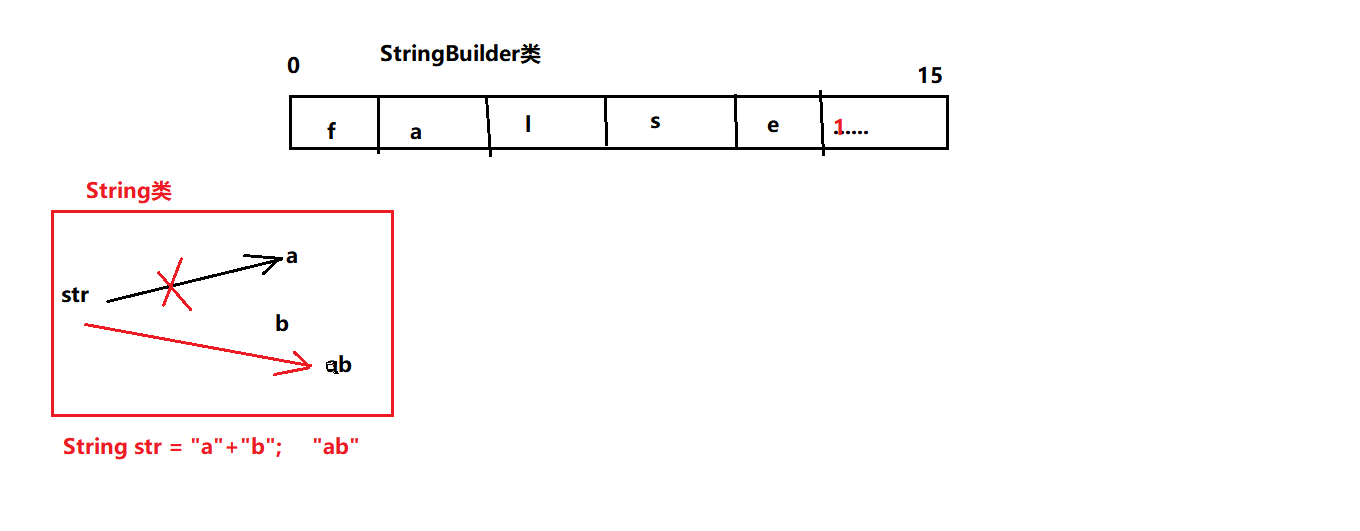 StringBuilder类
0 15
f a l s e 1.....
String类
a
str
b
ab
String str = "a"+"b"; "ab"